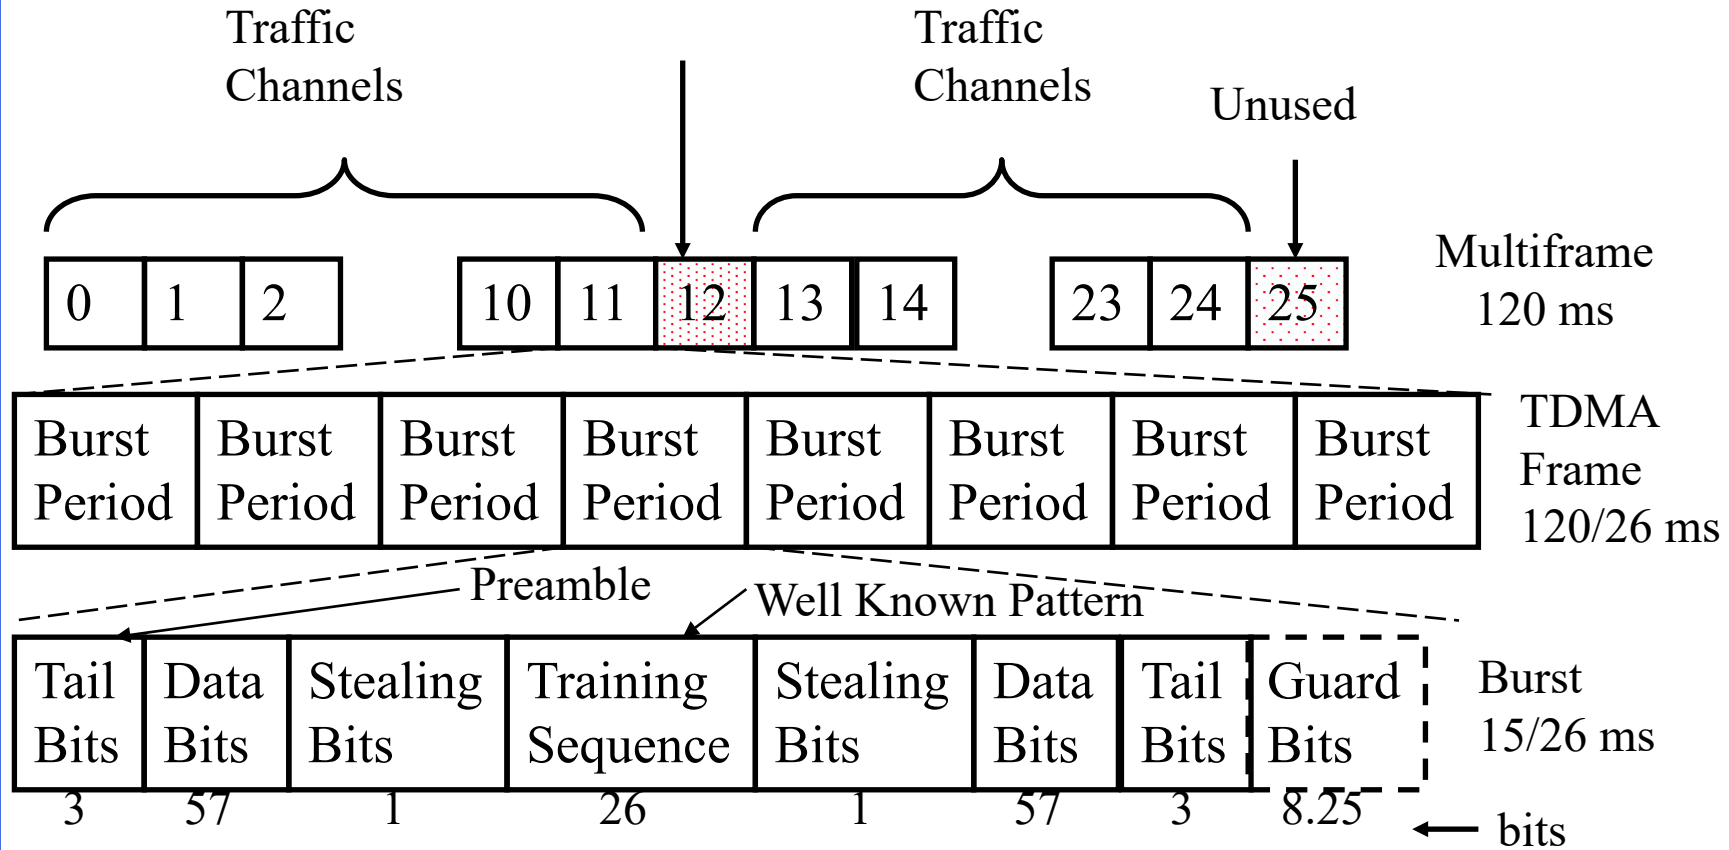 Traffic
Channels
Traffic
Channels
Unused
0 1 2 10 11 12 13 14 23 24 25
Multiframe
120 ms
Burst Burst Burst Burst Burst Burst Burst Burst
Period Period Period Period Period Period Period Period
TDMA
Frame
120/26 ms
Preamble
Well Known Pattern
Tail Data Stealing Training Stealing Data Tail Guard
Bits Bits Bits Sequence Bits Bits Bits Bits
Burst
15/26 ms
3 57 1 26 1 57 3 8.25
bits